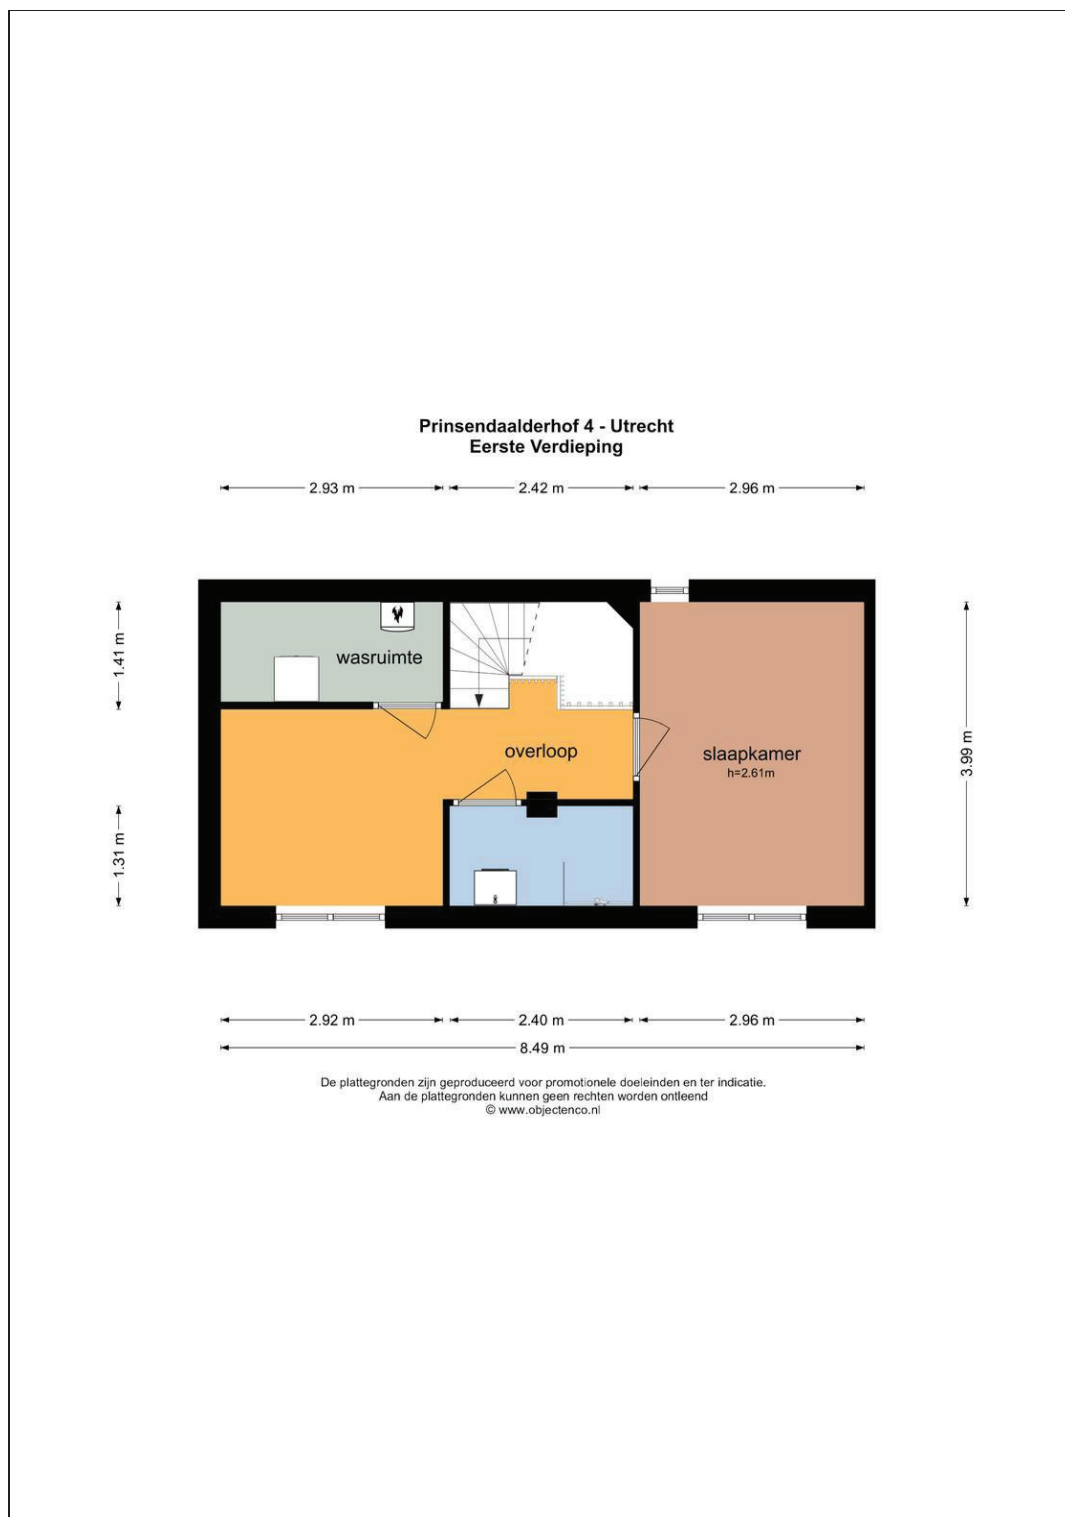 Prinsendaalderhof 4 - Utrecht
Eerste Verdieping
2.93 m
2.42 m
2.96 m
1.41 m
wasruimte
overloop
slaapkamer
h=2.61m
3.99 m
1.31 m
2.92 m
2.40 m
2.96 m
8.49 m
De plattegronden zijn geproduceerd voor promotionele doeleinden en ter indicatie.
Aan de plattegronden kunnen geen rechten worden ontleend
© www.objectenco.nl